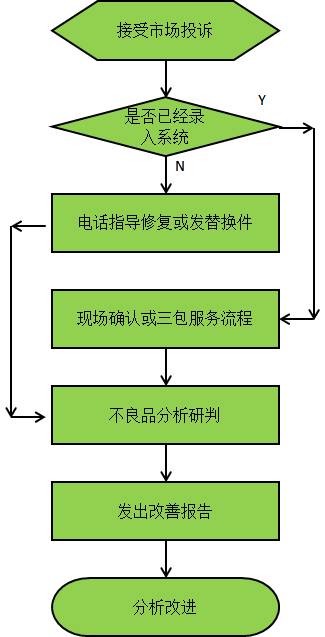 接受市场投诉
Y
是否已经录
入系统
N
电话指导修复或发替换件
现场确认或三包服务流程
不良品分析研判
发出改善报告
分析改进